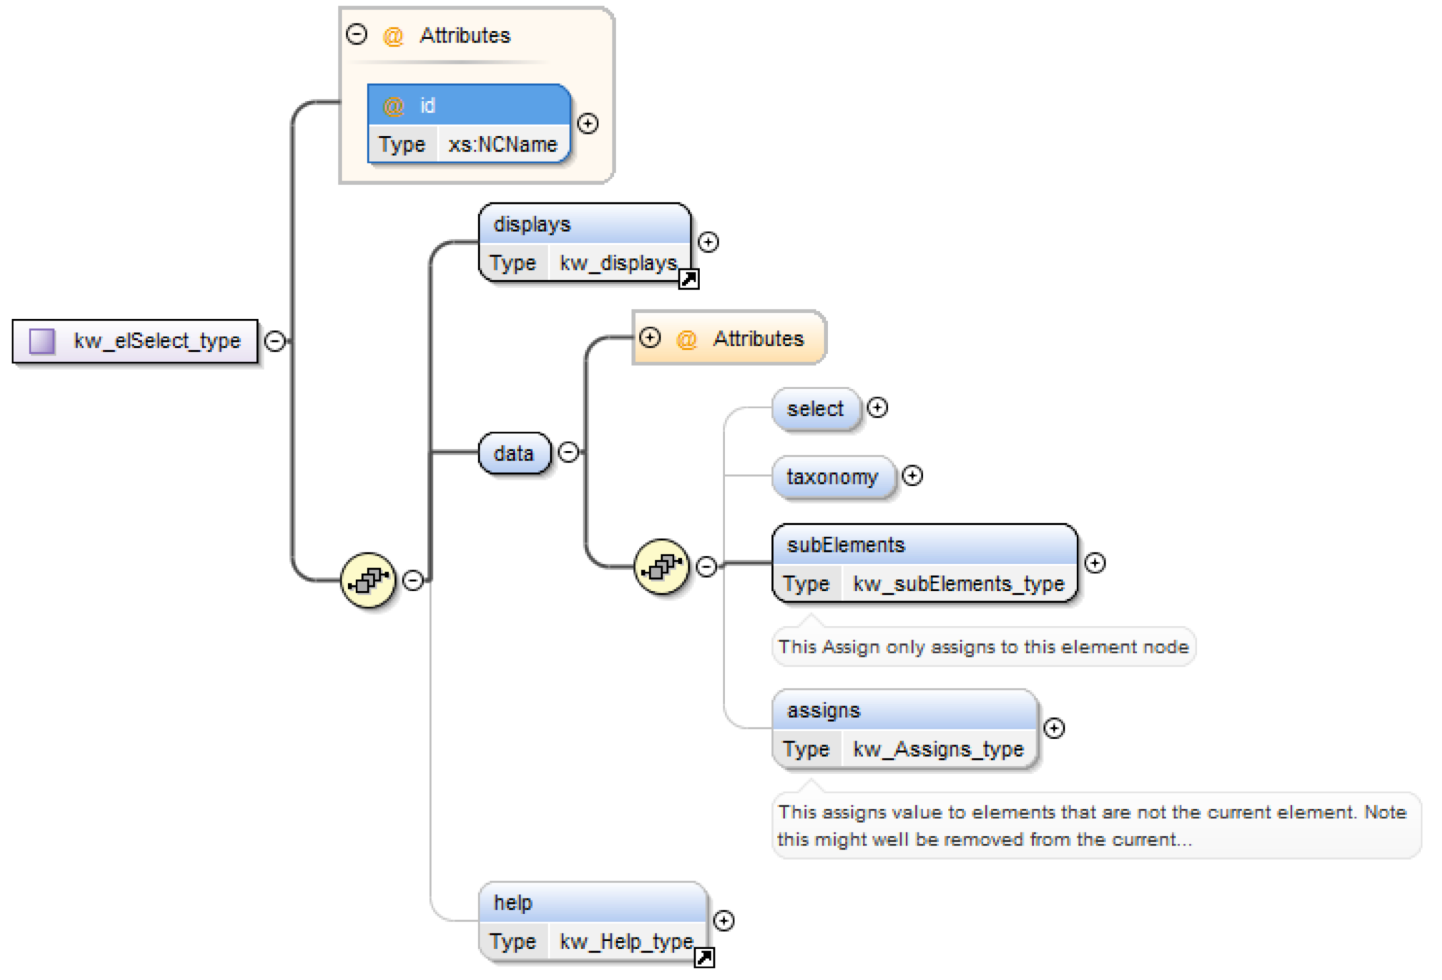 @ Attributes
@ id
Type xs:NCName
displays
Type kw_displays
kw_elSelect_type
@ Attributes
select
data
taxonomy
subElements
Type kw_subElements_type
This Assign only assigns to this element node
assigns
Type kw_Assigns_type
This assigns value to elements that are not the current element. Note
this might well be removed from the current...
help
Type kw_Help_type